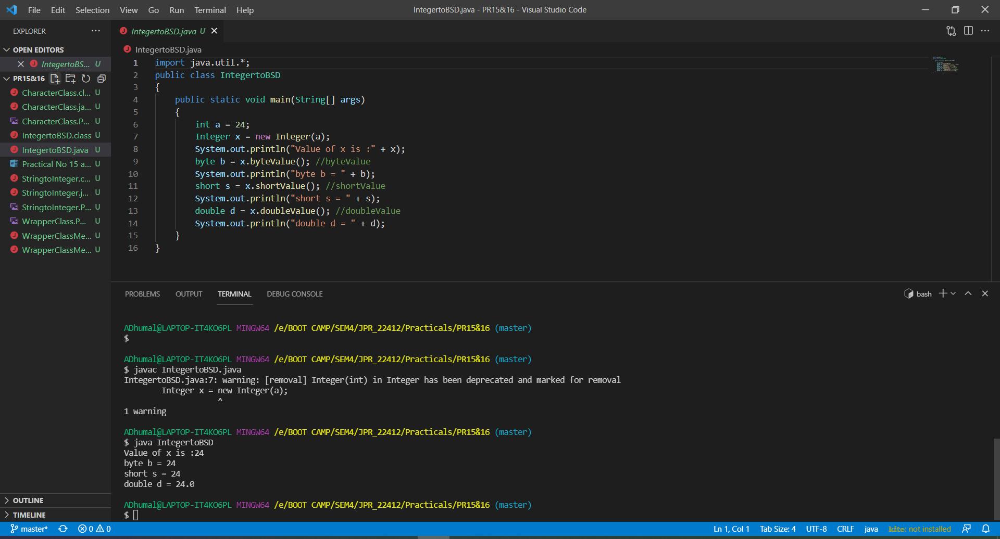 File Edit Selection View Go Run Terminal Help
IntegertoBSD.java - PR15&16 - Visual Studio Code
EXPLORER
OPEN EDITORS
IntegertoBS... U
PR15&16
CharacterClass.cl... U
CharacterClass.ja... U
CharacterClass.P... U
IntegertoBSD.class U
IntegertoBSD.java U
Practical No 15 a... U
StringtoInteger.c... U
StringtoInteger.j... U
StringtoInteger.P... U
WrapperClass.P... U
WrapperClassMe... U
WrapperClassMe... U
OUTLINE
TIMELINE
IntegertoBSD.java U
IntegertoBSD.java
1 import java.util.*;
2 public class IntegertoBSD
3 {
4 public static void main(String[] args)
5 {
6 int a = 24;
7 Integer x = new Integer(a);
8 System.out.println("Value of x is :" + x);
9 byte b = x.byteValue(); //byteValue
10 System.out.println("byte b = " + b);
11 short s = x.shortValue(); //shortValue
12 System.out.println("short s = " + s);
13 double d = x.doubleValue(); //doubleValue
14 System.out.println("double d = " + d);
15 }
16 }
PROBLEMS OUTPUT TERMINAL DEBUG CONSOLE
bash
ADhumal@LAPTOP-IT4KO6PL MINGW64 /e/BOOT CAMP/SEM4/JPR_22412/Practicals/PR15&16 (master)
$
ADhumal@LAPTOP-IT4KO6PL MINGW64 /e/BOOT CAMP/SEM4/JPR_22412/Practicals/PR15&16 (master)
$ javac IntegertoBSD.java
IntegertoBSD.java:7: warning: [removal] Integer(int) in Integer has been deprecated and marked for removal
Integer x = new Integer(a);
^
1 warning
ADhumal@LAPTOP-IT4KO6PL MINGW64 /e/BOOT CAMP/SEM4/JPR_22412/Practicals/PR15&16 (master)
$ java IntegertoBSD
Value of x is :24
byte b = 24
short s = 24
double d = 24.0
ADhumal@LAPTOP-IT4KO6PL MINGW64 /e/BOOT CAMP/SEM4/JPR_22412/Practicals/PR15&16 (master)
$
master* 0 0
Ln 1, Col 1 Tab Size: 4 UTF-8 CRLF java kite: not installed